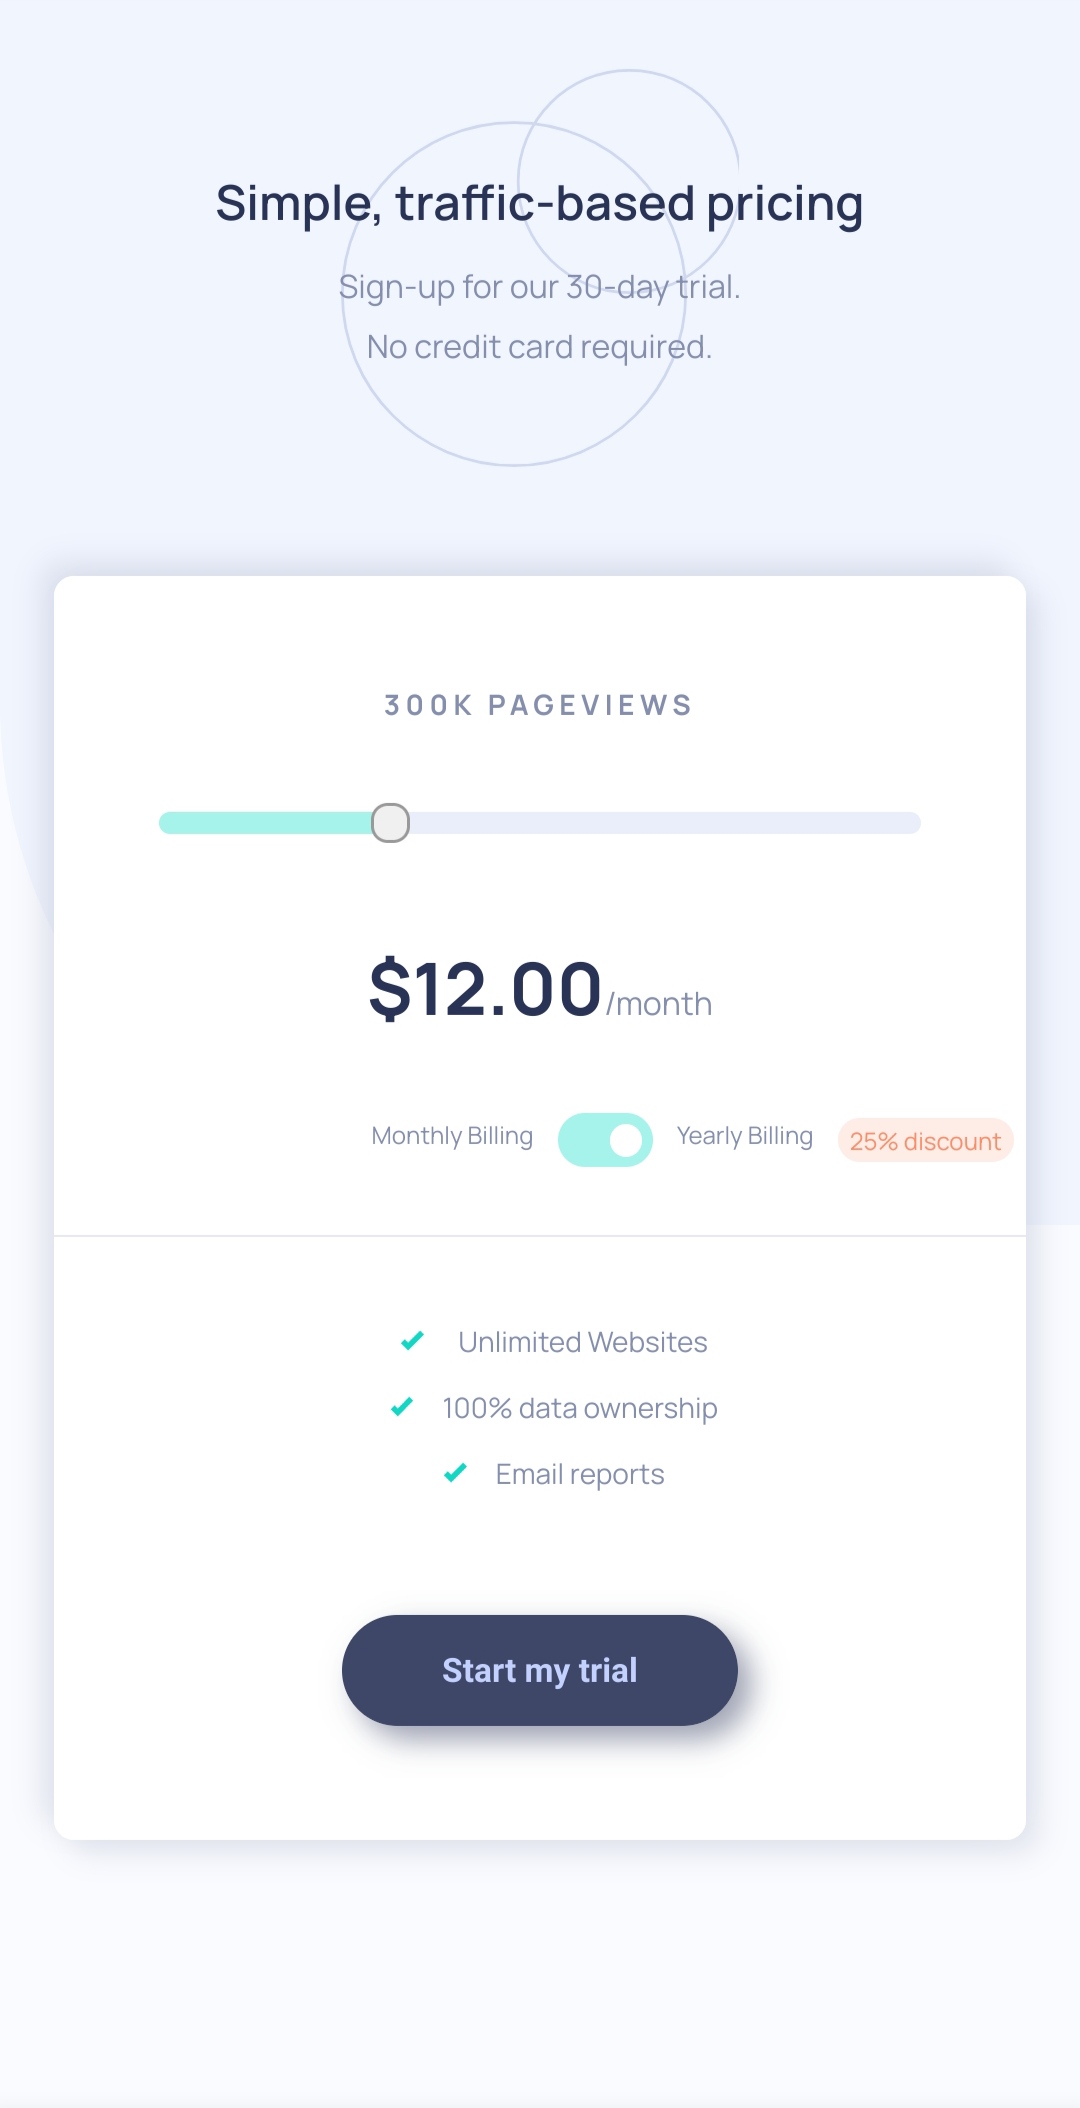 Simple, traffic-based pricing
Sign-up for our 30-day trial.
No credit card required.
300K PAGEVIEWS
$12.00/month
Monthly Billing Yearly Billing 25% discount
Unlimited Websites
100% data ownership
Email reports
Start my trial